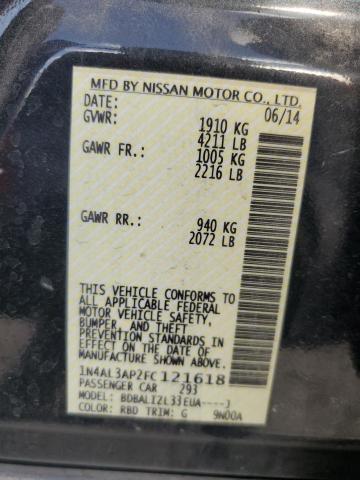 MFD BY NISSAN MOTOR CO., LTD.
DATE: 06/14
GVWR: 1910 KG
4211 LB
GAWR FR.: 1005 KG
2216 LB
GAWR RR.: 940 KG
2072 LB
THIS VEHICLE CONFORMS TO
ALL APPLICABLE FEDERAL
MOTOR VEHICLE SAFETY,
BUMPER, AND THEFT
PREVENTION STANDARDS IN
EFFECT ON THE DATE OF
MANUFACTURE SHOWN ABOVE.
1N4AL3AP2FC121618
PASSENGER CAR 293
MODEL: BDBALIZL33EUA----J
COLOR: RBD TRIM: G 9N00A